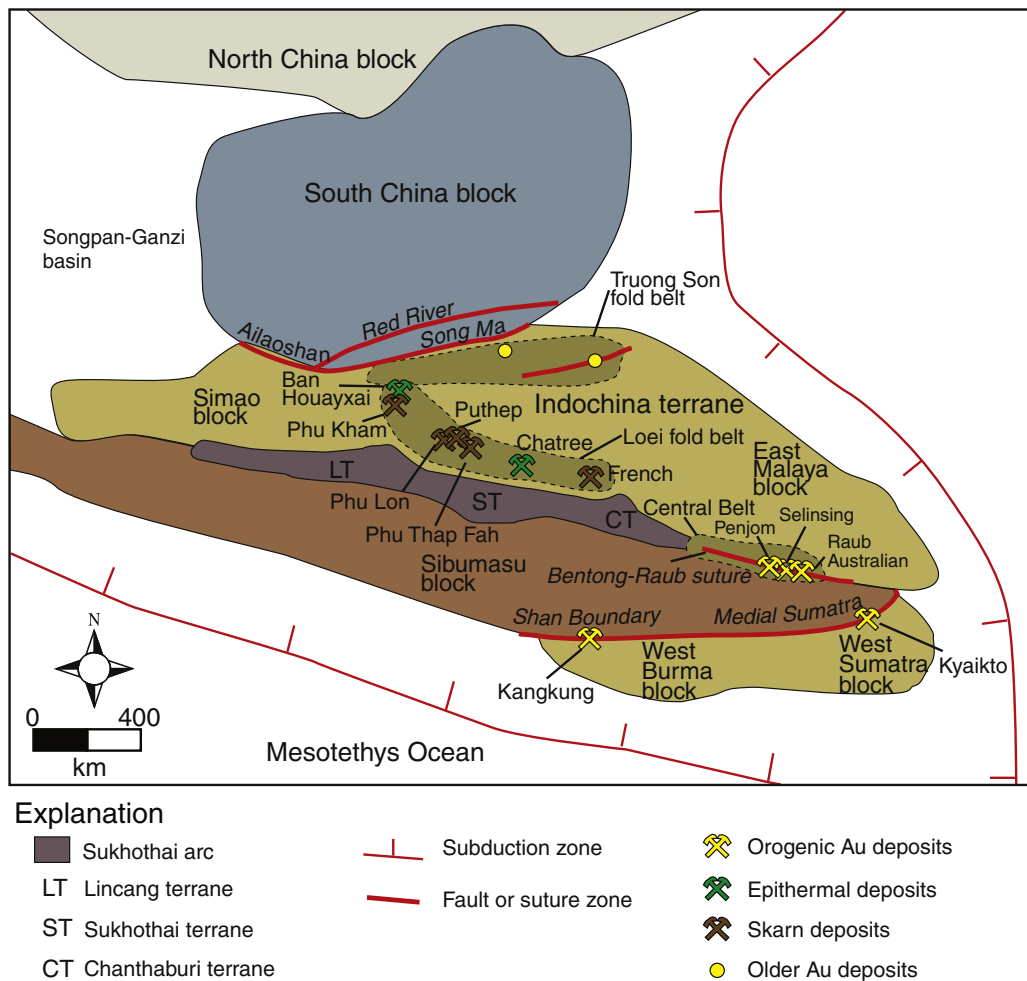 North China block
South China block
Songpan-Ganzi
basin
Truong Son
fold belt
Red River
Song Ma
Ailaoshan
Ban
Houayxai
Simao
block
Puthep
Indochina terrane
Phu Kham
Chatree
Loei fold belt
East
Malaya
block
LT
French
Phu Lon
ST
Central Belt
Selinsing
Penjom
CT
Phu Thap Fah
Raub
Australian
Sibumasu
block
Bentong-Raub suture
Shan Boundary
Medial Sumatra
N
West
Burma
block
West
Sumatra
block
Kyaikto
Kangkung
0 400
km
Mesotethys Ocean
Explanation
Sukhothai arc
LT Lincang terrane
ST Sukhothai terrane
CT Chanthaburi terrane
Subduction zone
Fault or suture zone
Orogenic Au deposits
Epithermal deposits
Skarn deposits
Older Au deposits